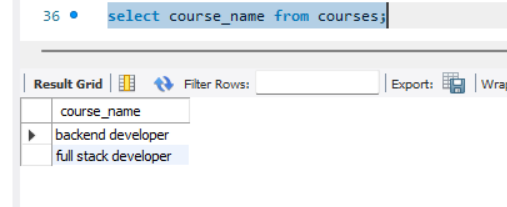 36 select course_name from courses;
Result Grid Filter Rows: Export: Wrap
course_name
backend developer
full stack developer